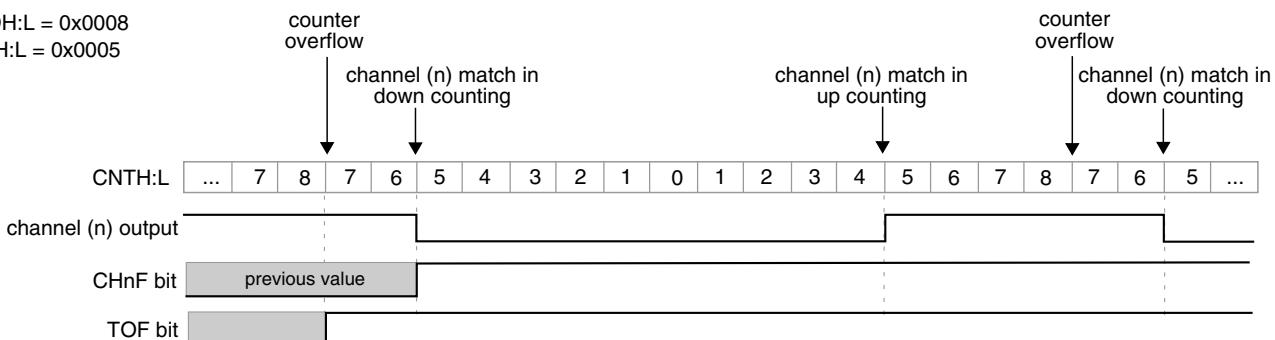 H:L = 0x0008
H:L = 0x0005
counter
overflow
channel (n) match in
down counting
channel (n) match in
up counting
counter
overflow
channel (n) match in
down counting
CNTH:L ... 7 8 7 6 5 4 3 2 1 0 1 2 3 4 5 6 7 8 7 6 5 ...
channel (n) output
CHnF bit previous value
TOF bit